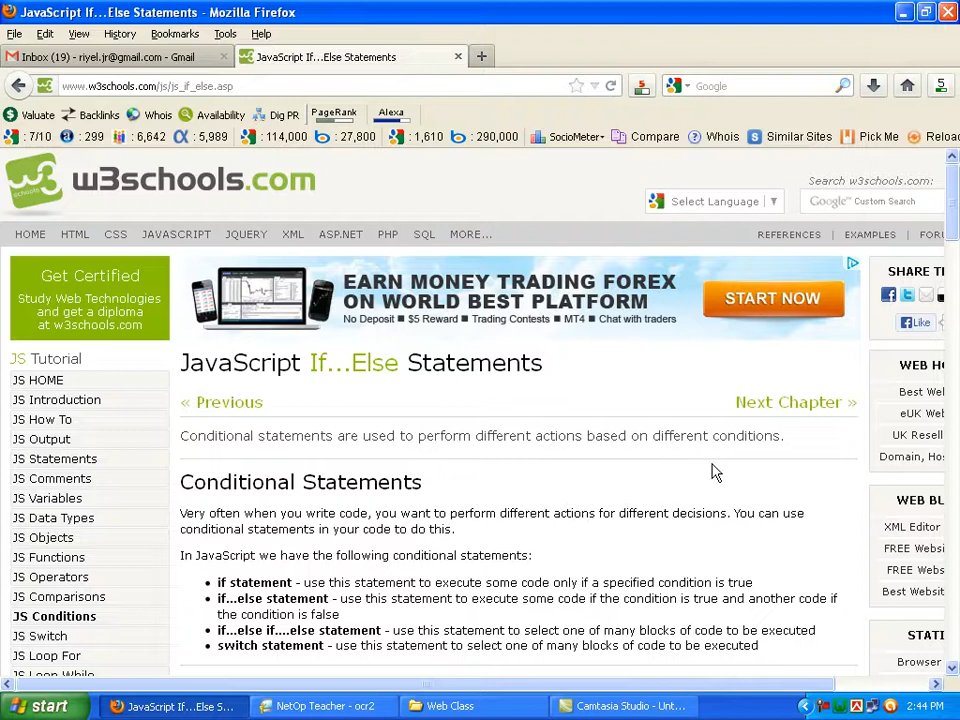 JavaScript If...Else Statements - Mozilla Firefox
File Edit View History Bookmarks Tools Help
Inbox (19) - riyel.jr@gmail.com - Gmail
JavaScript If...Else Statements
www.w3schools.com/js/js_if_else.asp
Google
Valuate Backlinks Whois Availability Dig PR PageRank Alexa
:7/10 : 299 : 6,642 : 5,989 : 114,000 : 27,800 : 1,610 : 290,000 SocioMeter Compare Whois Similar Sites Pick Me Reload
w3schools.com
Search w3schools.com:
Select Language
Google™ Custom Search
HOME HTML CSS JAVASCRIPT JQUERY XML ASP.NET PHP SQL MORE...
REFERENCES | EXAMPLES | FORU
Get Certified
Study Web Technologies
and get a diploma
at w3schools.com
EARN MONEY TRADING FOREX
ON WORLD BEST PLATFORM
No Deposit • $5 Reward • Trading Contests • MT4 • Chat with traders
START NOW
SHARE TH
Like
JS Tutorial
JS HOME
JS Introduction
JS How To
JS Output
JS Statements
JS Comments
JS Variables
JS Data Types
JS Objects
JS Functions
JS Operators
JS Comparisons
JS Conditions
JS Switch
JS Loop For
JS Loop While
JavaScript If...Else Statements
« Previous
Next Chapter »
Conditional statements are used to perform different actions based on different conditions.
Conditional Statements
Very often when you write code, you want to perform different actions for different decisions. You can use
conditional statements in your code to do this.
In JavaScript we have the following conditional statements:
• if statement - use this statement to execute some code only if a specified condition is true
• if...else statement - use this statement to execute some code if the condition is true and another code if
the condition is false
• if...else if....else statement - use this statement to select one of many blocks of code to be executed
• switch statement - use this statement to select one of many blocks of code to be executed
WEB HO
Best Wel
eUK Web
UK Resell
Domain, Hos
WEB BU
XML Editor
FREE Websi
FREE Websi
Best Websit
STATI
Browser
start
JavaScript If...Else S...
NetOp Teacher - ocr2
Web Class
Camtasia Studio - Unt...
2:44 PM